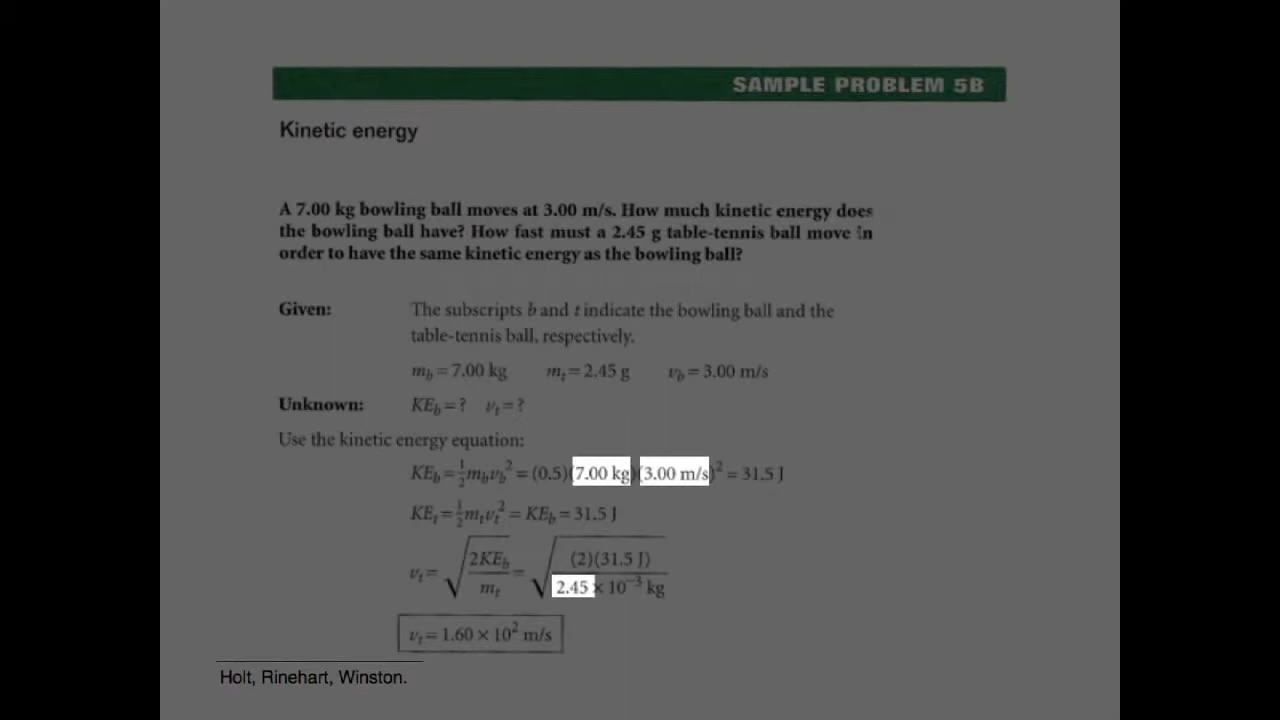 SAMPLE PROBLEM 5B
Kinetic energy
A 7.00 kg bowling ball moves at 3.00 m/s. How much kinetic energy does
the bowling ball have? How fast must a 2.45 g table-tennis ball move in
order to have the same kinetic energy as the bowling ball?
Given: The subscripts b and t indicate the bowling ball and the
table-tennis ball, respectively.
m_b = 7.00 kg m_t = 2.45 g v_b = 3.00 m/s
Unknown: KE_b = ? v_t = ?
Use the kinetic energy equation:
KE_b = ½m_bv_b² = (0.5)(7.00 kg)(3.00 m/s)² = 31.5 J
KE_t = ½m_tv_t² = KE_b = 31.5 J
v_t = √(2KE_b/m_t) = √((2)(31.5 J)/2.45 × 10⁻³ kg)
v_t = 1.60 × 10² m/s
Holt, Rinehart, Winston.